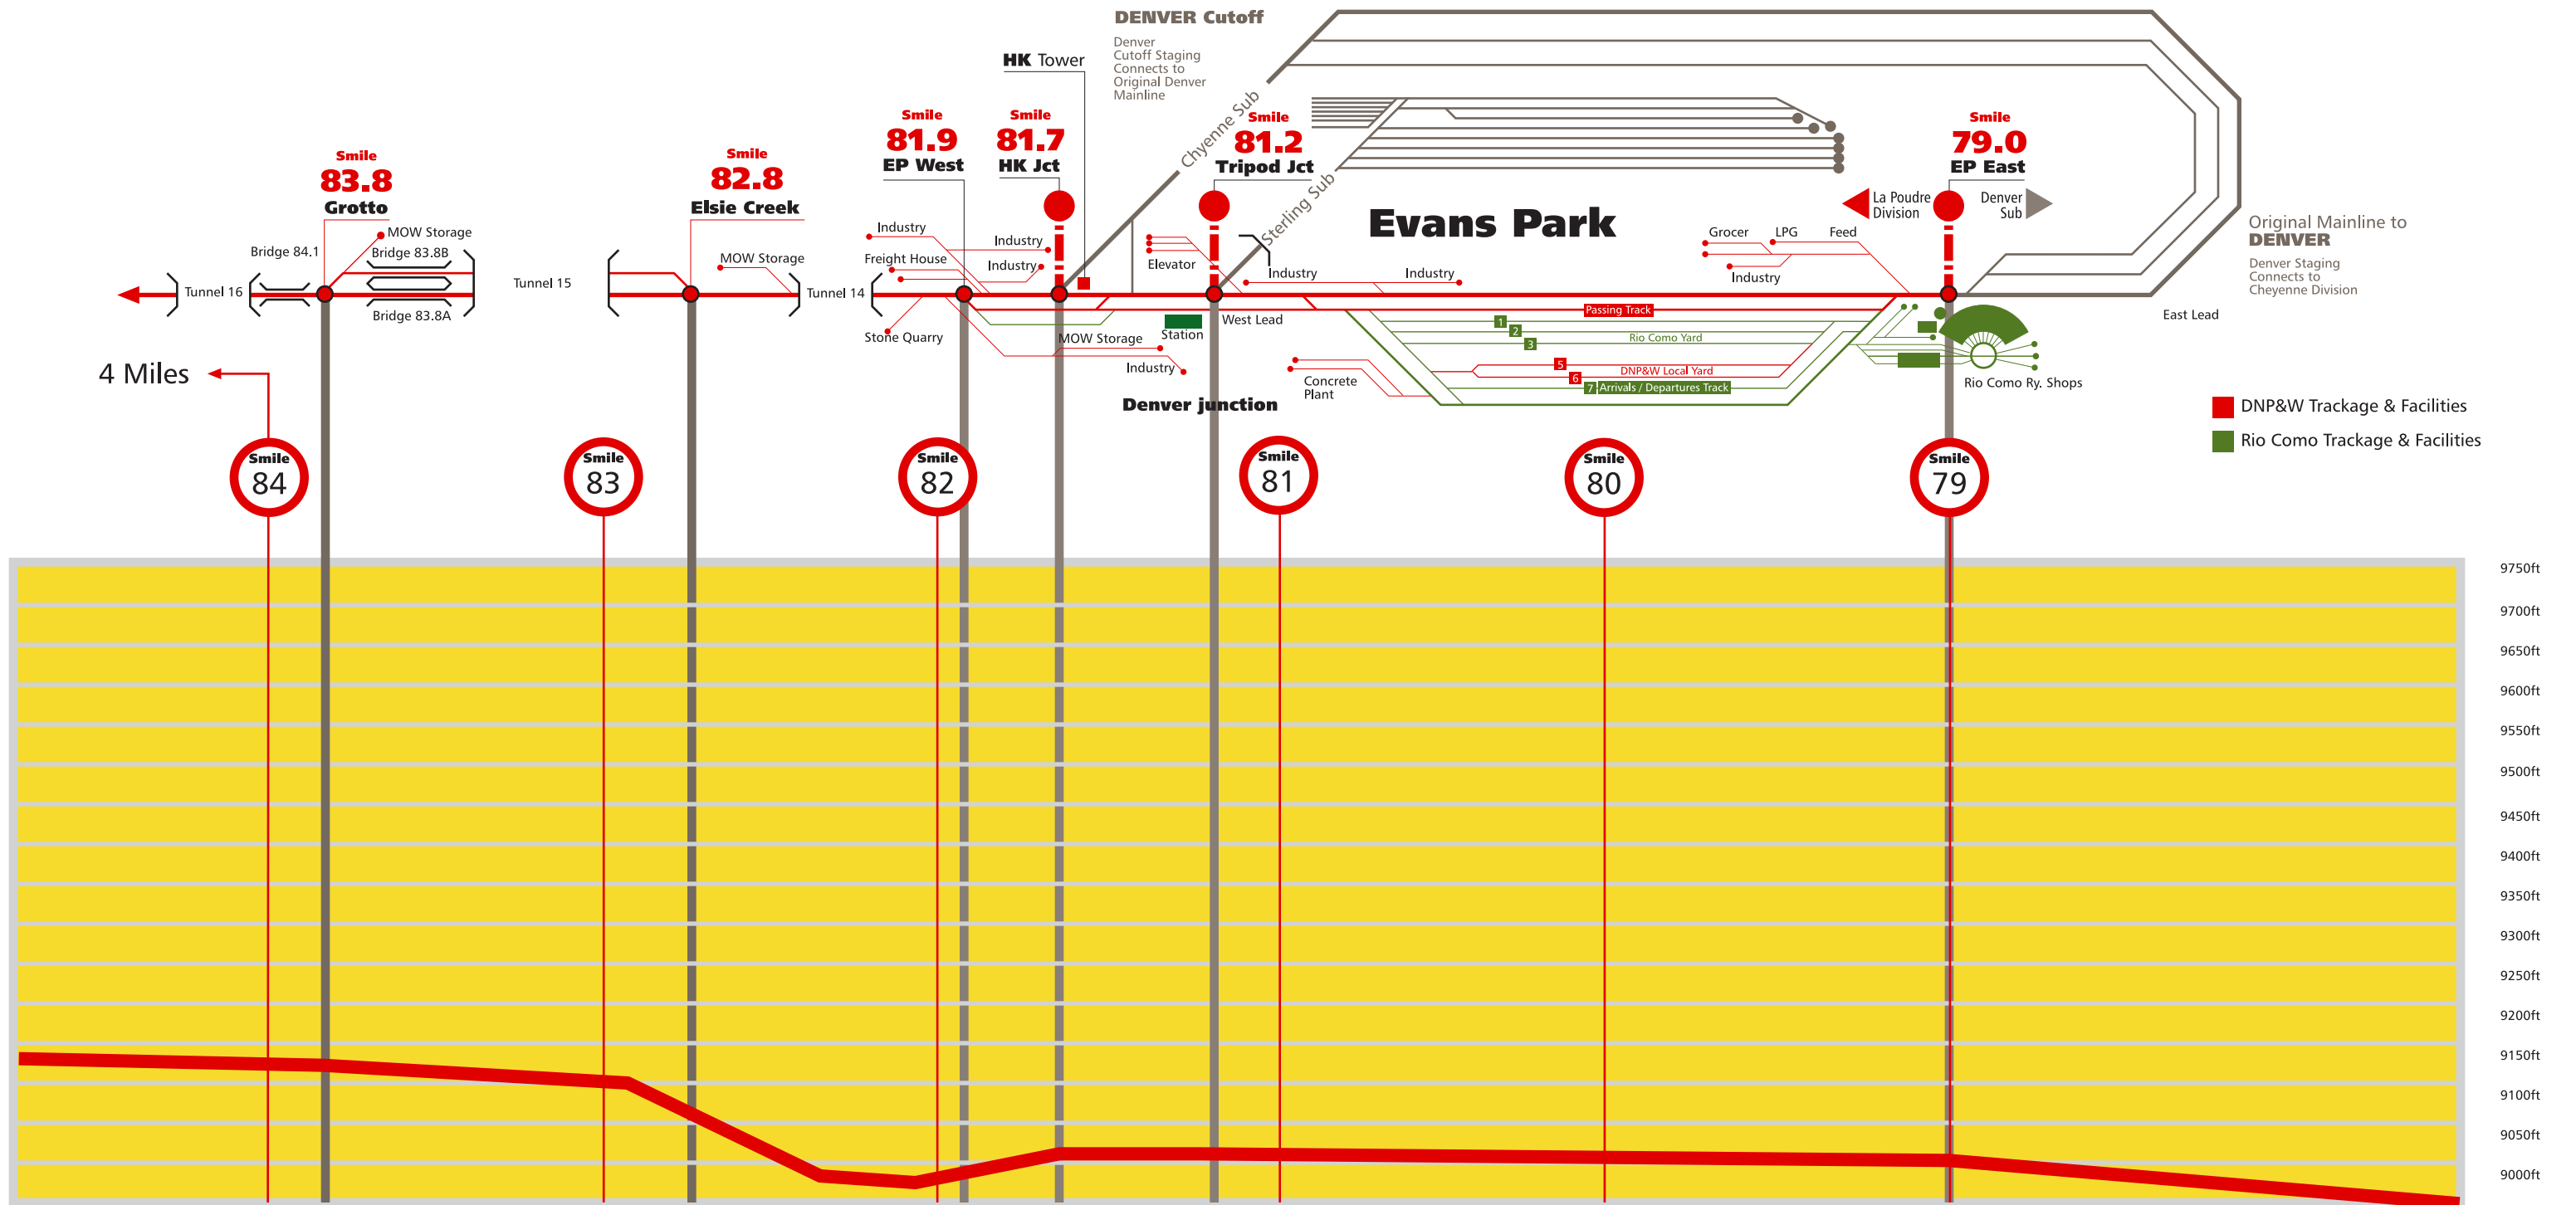 DENVER Cutoff
Denver
Cutoff Staging
Connects to
Original Denver
Mainline
HK Tower
Chyenne Sub
Sterling Sub
Smile
83.8
Grotto
Smile
82.8
Elsie Creek
Smile
81.9
EP West
Smile
81.7
HK Jct
Smile
81.2
Tripod Jct
Smile
79.0
EP East
La Poudre
Division
Denver
Sub
Evans Park
Original Mainline to
DENVER
Denver Staging
Connects to
Cheyenne Division
East Lead
Tunnel 16
Bridge 84.1
MOW Storage
Bridge 83.8B
Bridge 83.8A
Tunnel 15
MOW Storage
Tunnel 14
Industry
Freight House
Industry
Industry
Stone Quarry
MOW Storage
Industry
Elevator
Station
West Lead
Industry
Industry
Grocer
LPG
Feed
Industry
Passing Track
1
2
3
Rio Como Yard
5
6
DNP&W Local Yard
7
Arrivals / Departures Track
Concrete
Plant
Rio Como Ry. Shops
Denver junction
DNP&W Trackage & Facilities
Rio Como Trackage & Facilities
4 Miles
Smile
84
Smile
83
Smile
82
Smile
81
Smile
80
Smile
79
9750ft
9700ft
9650ft
9600ft
9550ft
9500ft
9450ft
9400ft
9350ft
9300ft
9250ft
9200ft
9150ft
9100ft
9050ft
9000ft